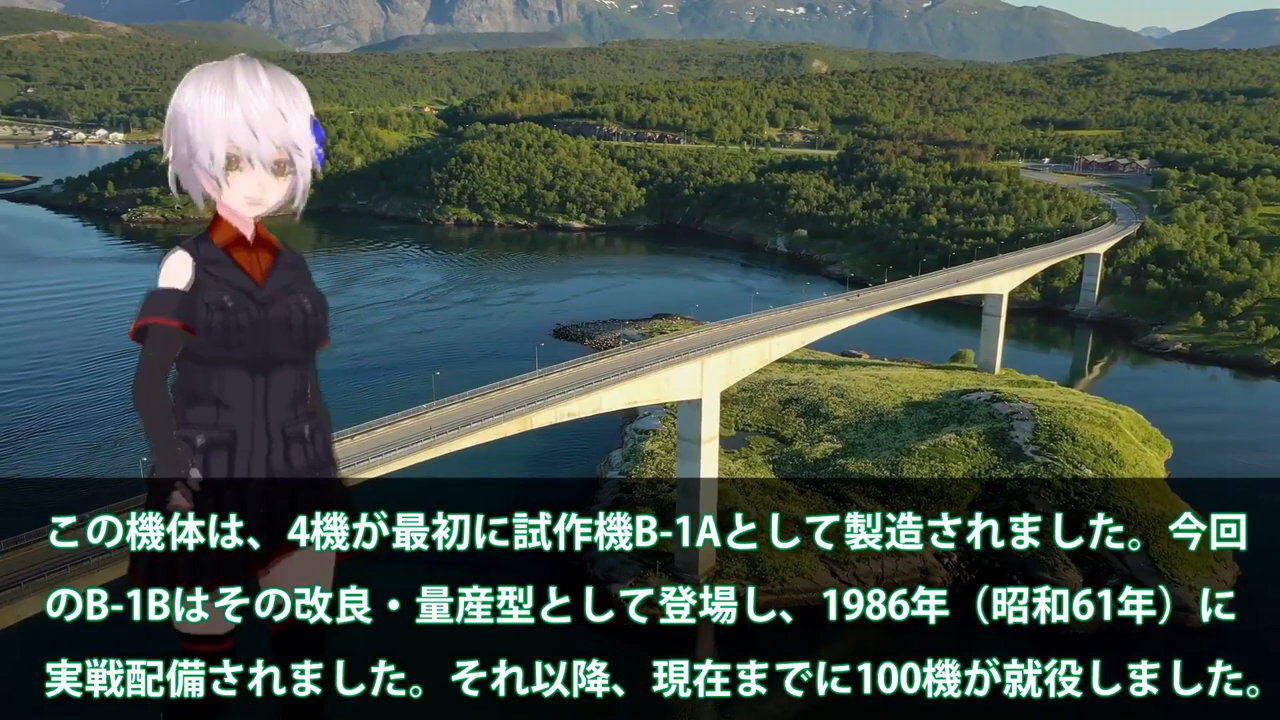 この機体は、4機が最初に試作機B-1Aとして製造されました。今回
のB-1Bはその改良・量産型として登場し、1986年（昭和61年）に
実戦配備されました。それ以降、現在までに100機が就役しました。